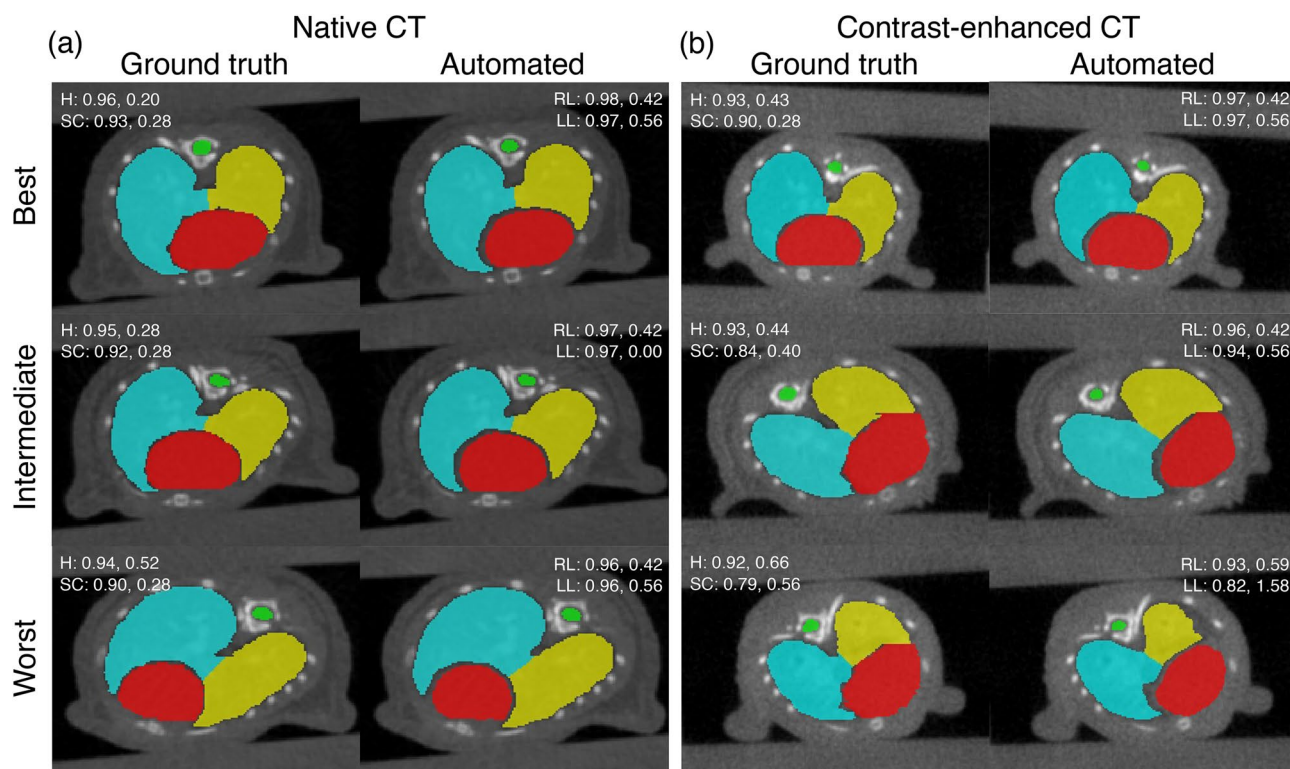 (a)
Native CT
(b)
Contrast-enhanced CT
Ground truth
Automated
Ground truth
Automated
Best
H: 0.96, 0.20
SC: 0.93, 0.28
RL: 0.98, 0.42
LL: 0.97, 0.56
H: 0.93, 0.43
SC: 0.90, 0.28
RL: 0.97, 0.42
LL: 0.97, 0.56
Intermediate
H: 0.95, 0.28
SC: 0.92, 0.28
RL: 0.97, 0.42
LL: 0.97, 0.00
H: 0.93, 0.44
SC: 0.84, 0.40
RL: 0.96, 0.42
LL: 0.94, 0.56
Worst
H: 0.94, 0.52
SC: 0.90, 0.28
RL: 0.96, 0.42
LL: 0.96, 0.56
H: 0.92, 0.66
SC: 0.79, 0.56
RL: 0.93, 0.59
LL: 0.82, 1.58